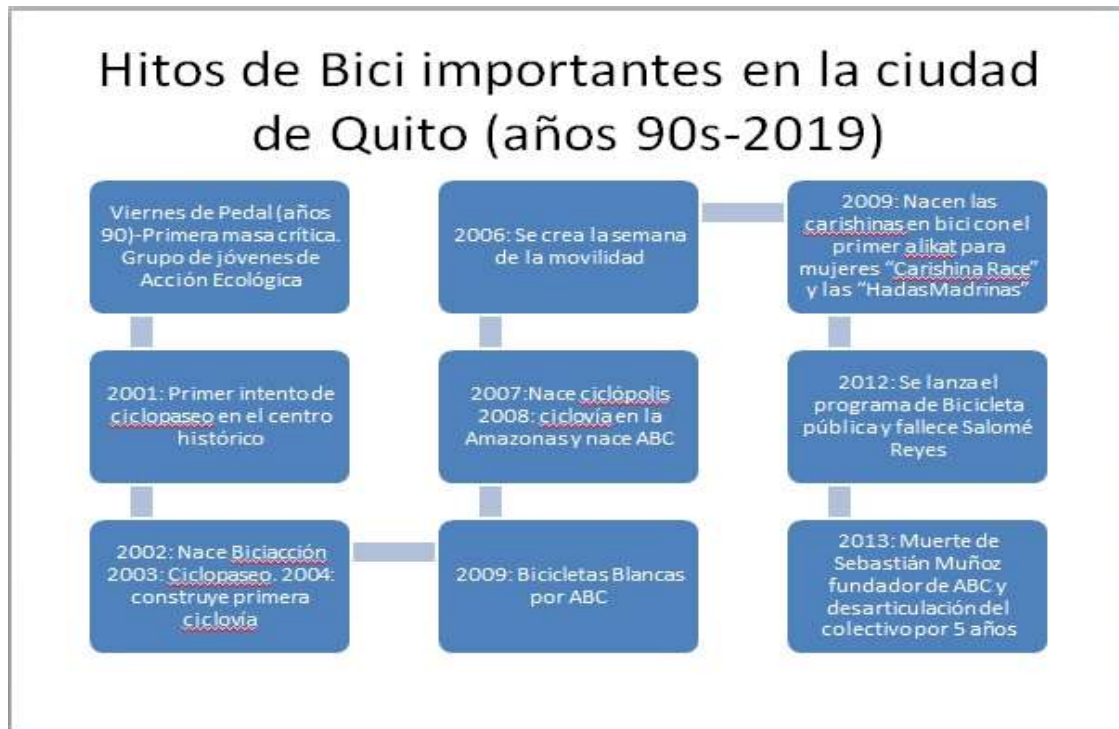 Hitos de Bici importantes en la ciudad
de Quito (años 90s-2019)
Viernes de Pedal (años
90)-Primera masa crítica.
Grupo de jóvenes de
Acción Ecológica
2001: Primer intento de
ciclopaseo en el centro
histórico
2002: Nace Biciacción
2003: Ciclopaseo. 2004:
construye primera
ciclovía
2009: Bicicletas Blancas
por ABC
2007:Nace ciclópolis
2008: ciclovía en la
Amazonas y nace ABC
2006: Se crea la semana
de la movilidad
2009: Nacen las
carishinas en bici con el
primer alikat para
mujeres “Carishina Race”
y las “Hadas Madrinas”
2012: Se lanza el
programa de Bicicleta
pública y fallece Salomé
Reyes
2013: Muerte de
Sebastián Muñoz
fundador de ABC y
desarticulación del
colectivo por 5 años